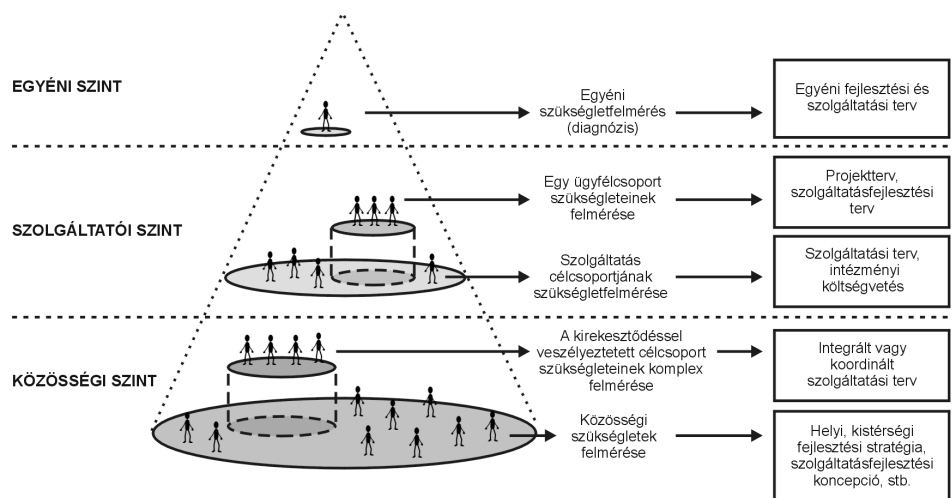 EGYÉNI SZINT
Egyéni
szükségletfelmérés
(diagnózis)
Egyéni fejlesztési és
szolgáltatási terv
SZOLGÁLTATÓI SZINT
Egy ügyfélcsoport
szükségleteinek
felmérése
Projektterv,
szolgáltatásfejlesztési
terv
Szolgáltatás
célcsoportjának
szükségletfelmérése
Szolgáltatási terv,
intézményi
költségvetés
KÖZÖSSÉGI SZINT
A kirekesztődéssel
veszélyeztetett célcsoport
szükségleteinek komplex
felmérése
Integrált vagy
koordinált
szolgáltatási terv
Közösségi
szükségletek
felmérése
Helyi, kistérségi
fejlesztési stratégia,
szolgáltatásfejlesztési
koncepció, stb.